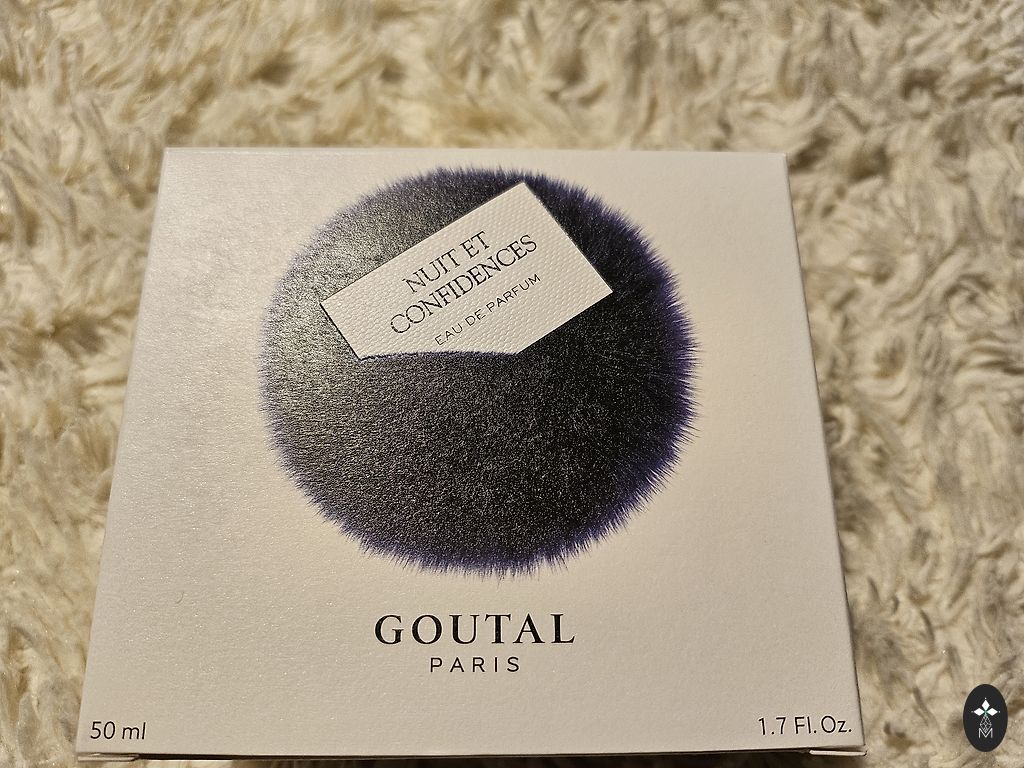 NUIT ET
CONFIDENCES
EAU DE PARFUM
GOUTAL
PARIS
50 ml
1.7 Fl. Oz.
M